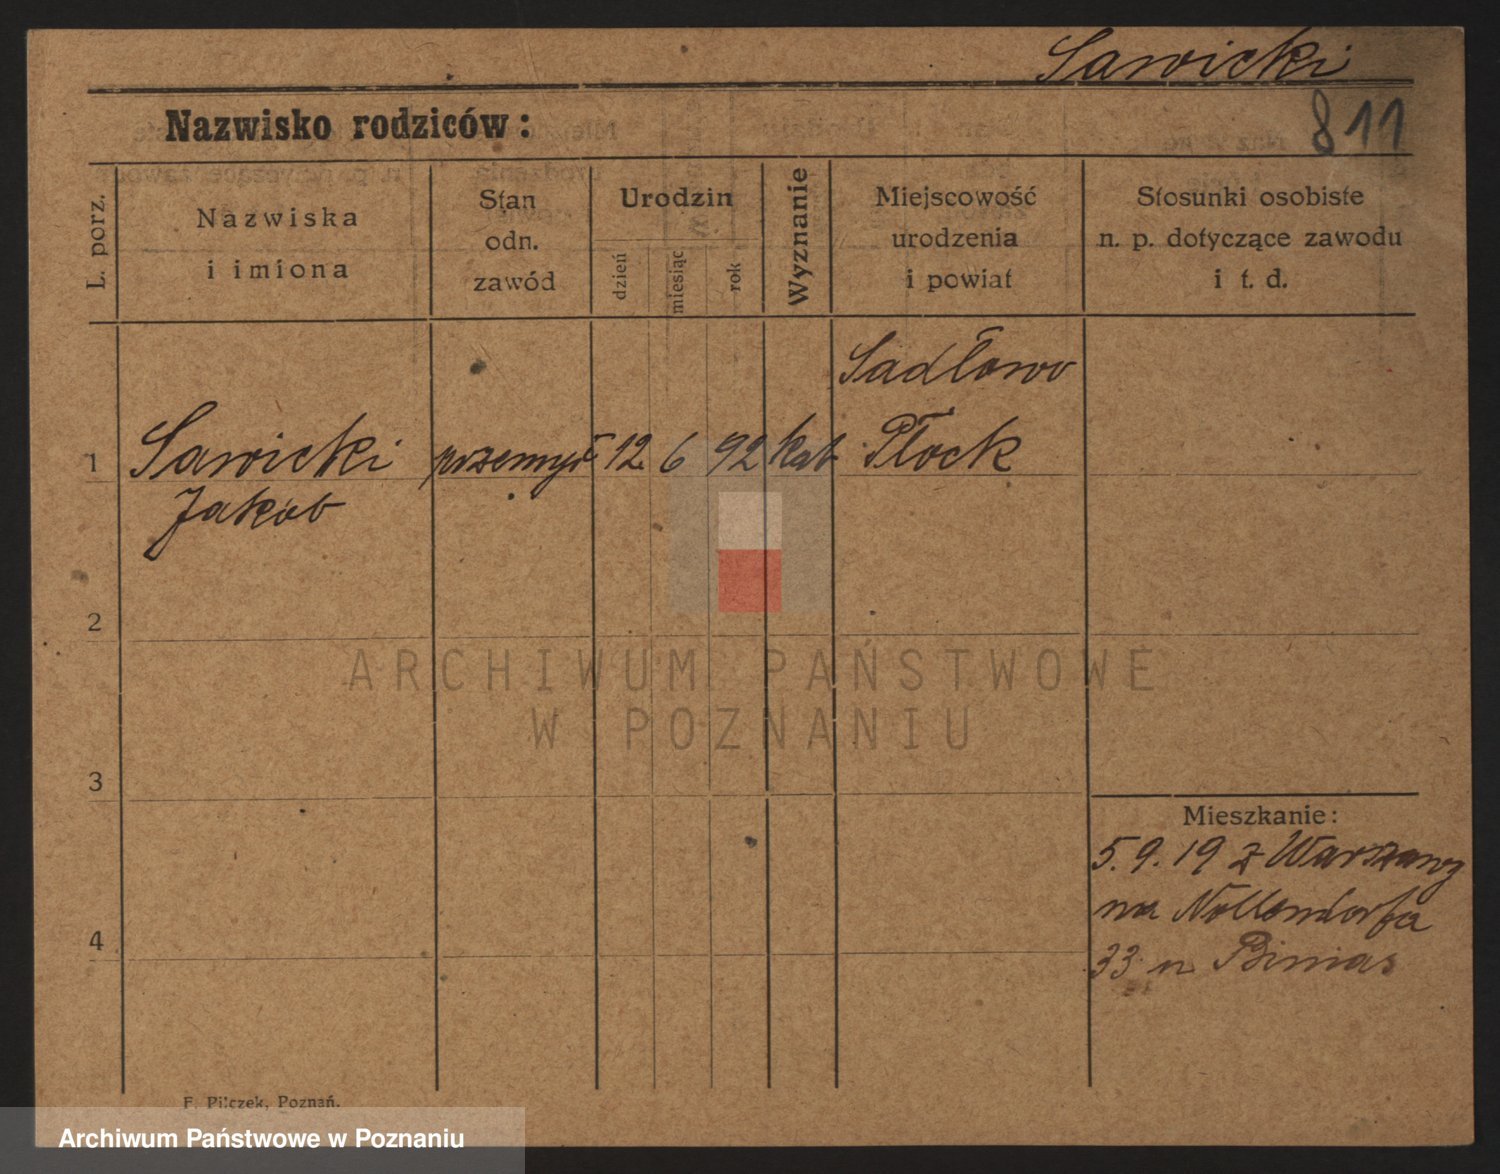 Sawicki
811
Nazwisko rodziców:
L. porz.
Nazwiska
i imiona
Stan
odn.
zawód
Urodzin
dzień
miesiąc
rok
Wyznanie
Miejscowość
urodzenia
i powiat
Stosunki osobiste
n. p. dotyczące zawodu
i t. d.
Sadłowo
1 Sawicki przemysł. 12. 6 92 kat. Płock
Jakób
2
3
4
Mieszkanie:
5. 9. 19 z Warszawy
na Nollendorfa
33 u Binias
F. Pilczek, Poznań.
ARCHIWUM PAŃSTWOWE
W POZNANIU
Archiwum Państwowe w Poznaniu